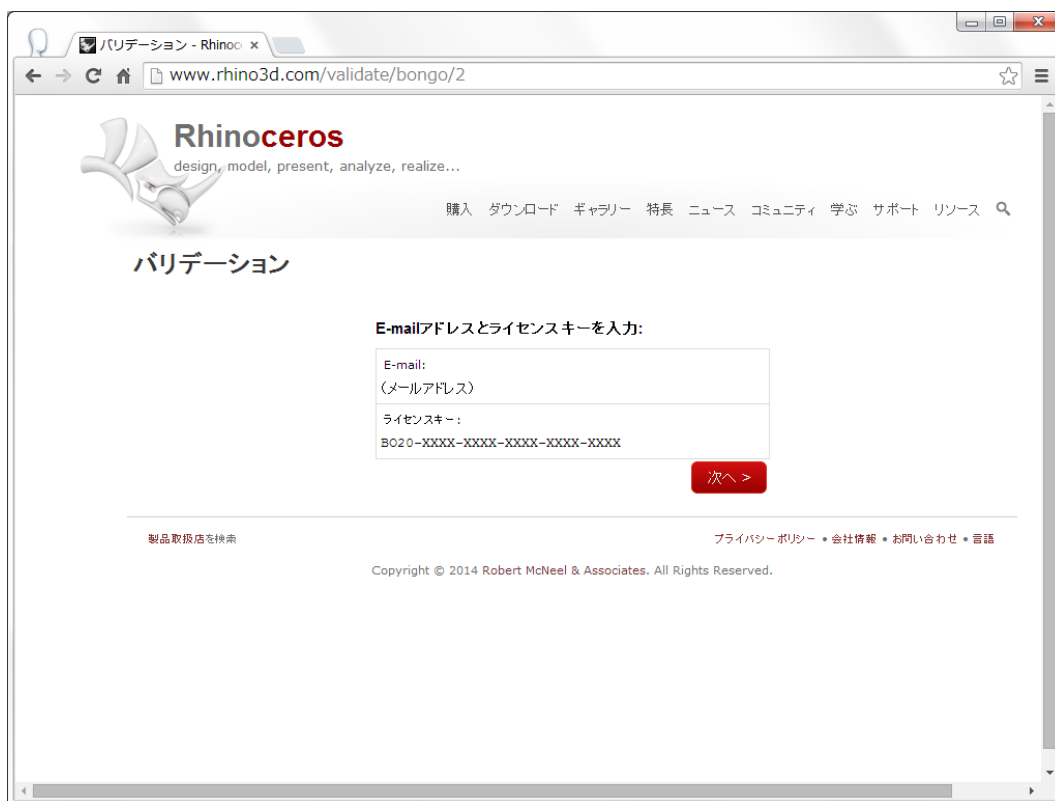 バリデーション - Rhinoc
www.rhino3d.com/validate/bongo/2
Rhinoceros
design, model, present, analyze, realize...
購入 ダウンロード ギャラリー 特長 ニュース コミュニティ 学ぶ サポート リソース
バリデーション
E-mailアドレスとライセンスキーを入力:
E-mail:
(メールアドレス)
ライセンスキー:
BO20-XXXX-XXXX-XXXX-XXXX-XXXX
次へ >
製品取扱店を検索 プライバシーポリシー • 会社情報 • お問い合わせ • 言語
Copyright © 2014 Robert McNeel & Associates. All Rights Reserved.